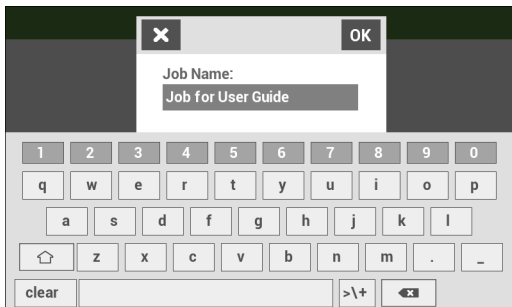 OK
Job Name:
Job for User Guide
1 2 3 4 5 6 7 8 9 0
q w e r t y u i o p
a s d f g h j k l
z x c v b n m . _
clear >\+